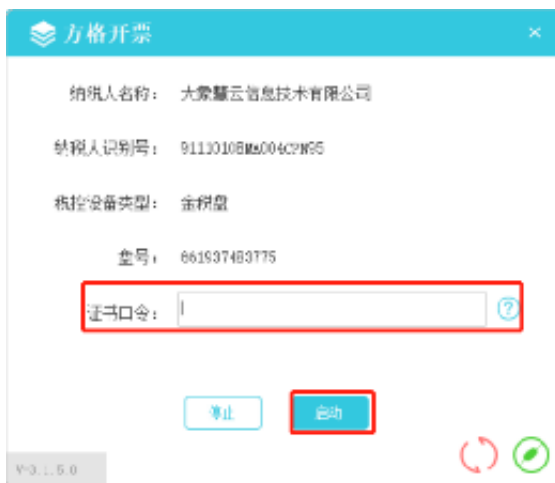 方格开票
纳税人名称： 大象慧云信息技术有限公司
纳税人识别号： 91110108MA004CPN95
税控设备类型： 金税盘
盘号： 661937483775
证书口令：
停止 启动
V-3.1.5.0